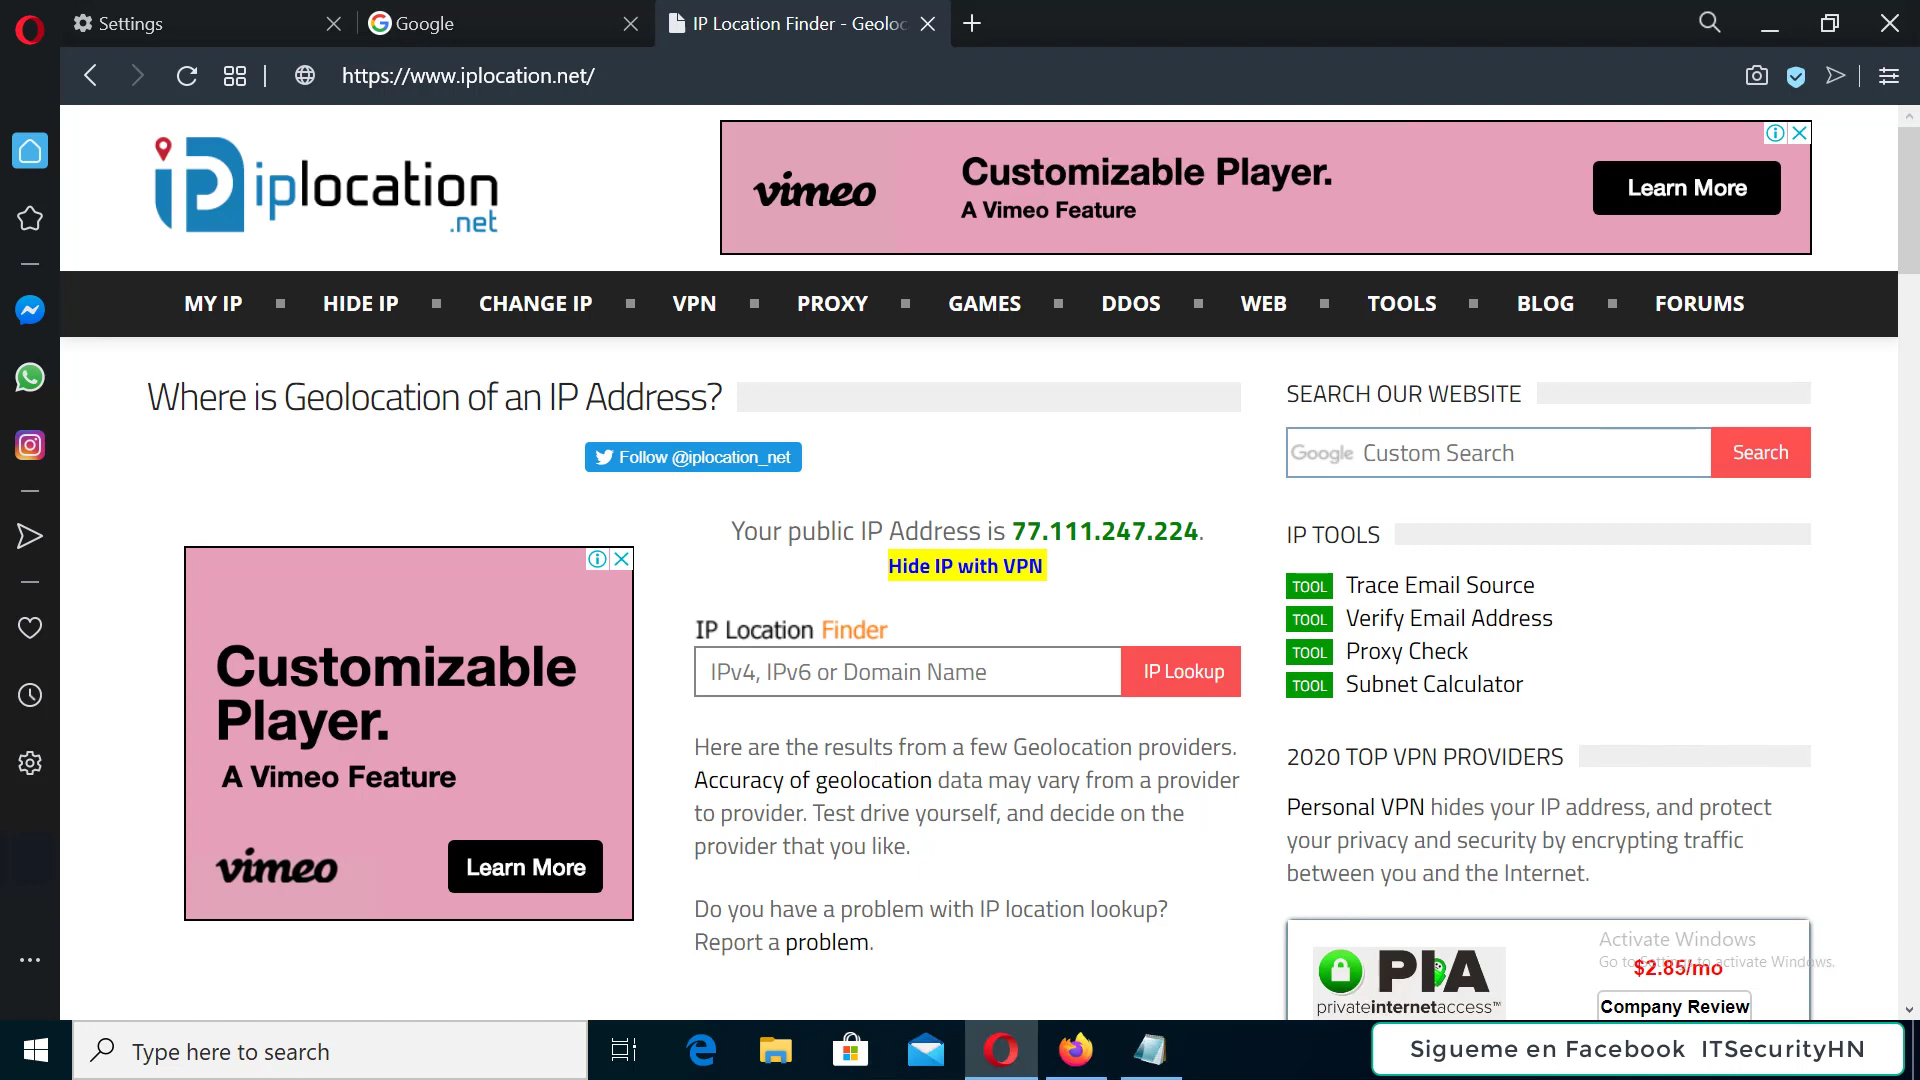 Settings
Google
IP Location Finder - Geoloc
https://www.iplocation.net/
iplocation
.net
vimeo
Customizable Player.
A Vimeo Feature
Learn More
MY IP
HIDE IP
CHANGE IP
VPN
PROXY
GAMES
DDOS
WEB
TOOLS
BLOG
FORUMS
Where is Geolocation of an IP Address?
Follow @iplocation_net
Customizable
Player.
A Vimeo Feature
vimeo
Learn More
Your public IP Address is 77.111.247.224.
Hide IP with VPN
IP Location Finder
IPv4, IPv6 or Domain Name
IP Lookup
Here are the results from a few Geolocation providers.
Accuracy of geolocation data may vary from a provider
to provider. Test drive yourself, and decide on the
provider that you like.
Do you have a problem with IP location lookup?
Report a problem.
SEARCH OUR WEBSITE
Google Custom Search
Search
IP TOOLS
TOOL Trace Email Source
TOOL Verify Email Address
TOOL Proxy Check
TOOL Subnet Calculator
2020 TOP VPN PROVIDERS
Personal VPN hides your IP address, and protect
your privacy and security by encrypting traffic
between you and the Internet.
PIA
privateinternetaccess™
Activate Windows
Go to Settings to activate Windows.
$2.85/mo
Company Review
Type here to search
Sigueme en Facebook ITSecurityHN